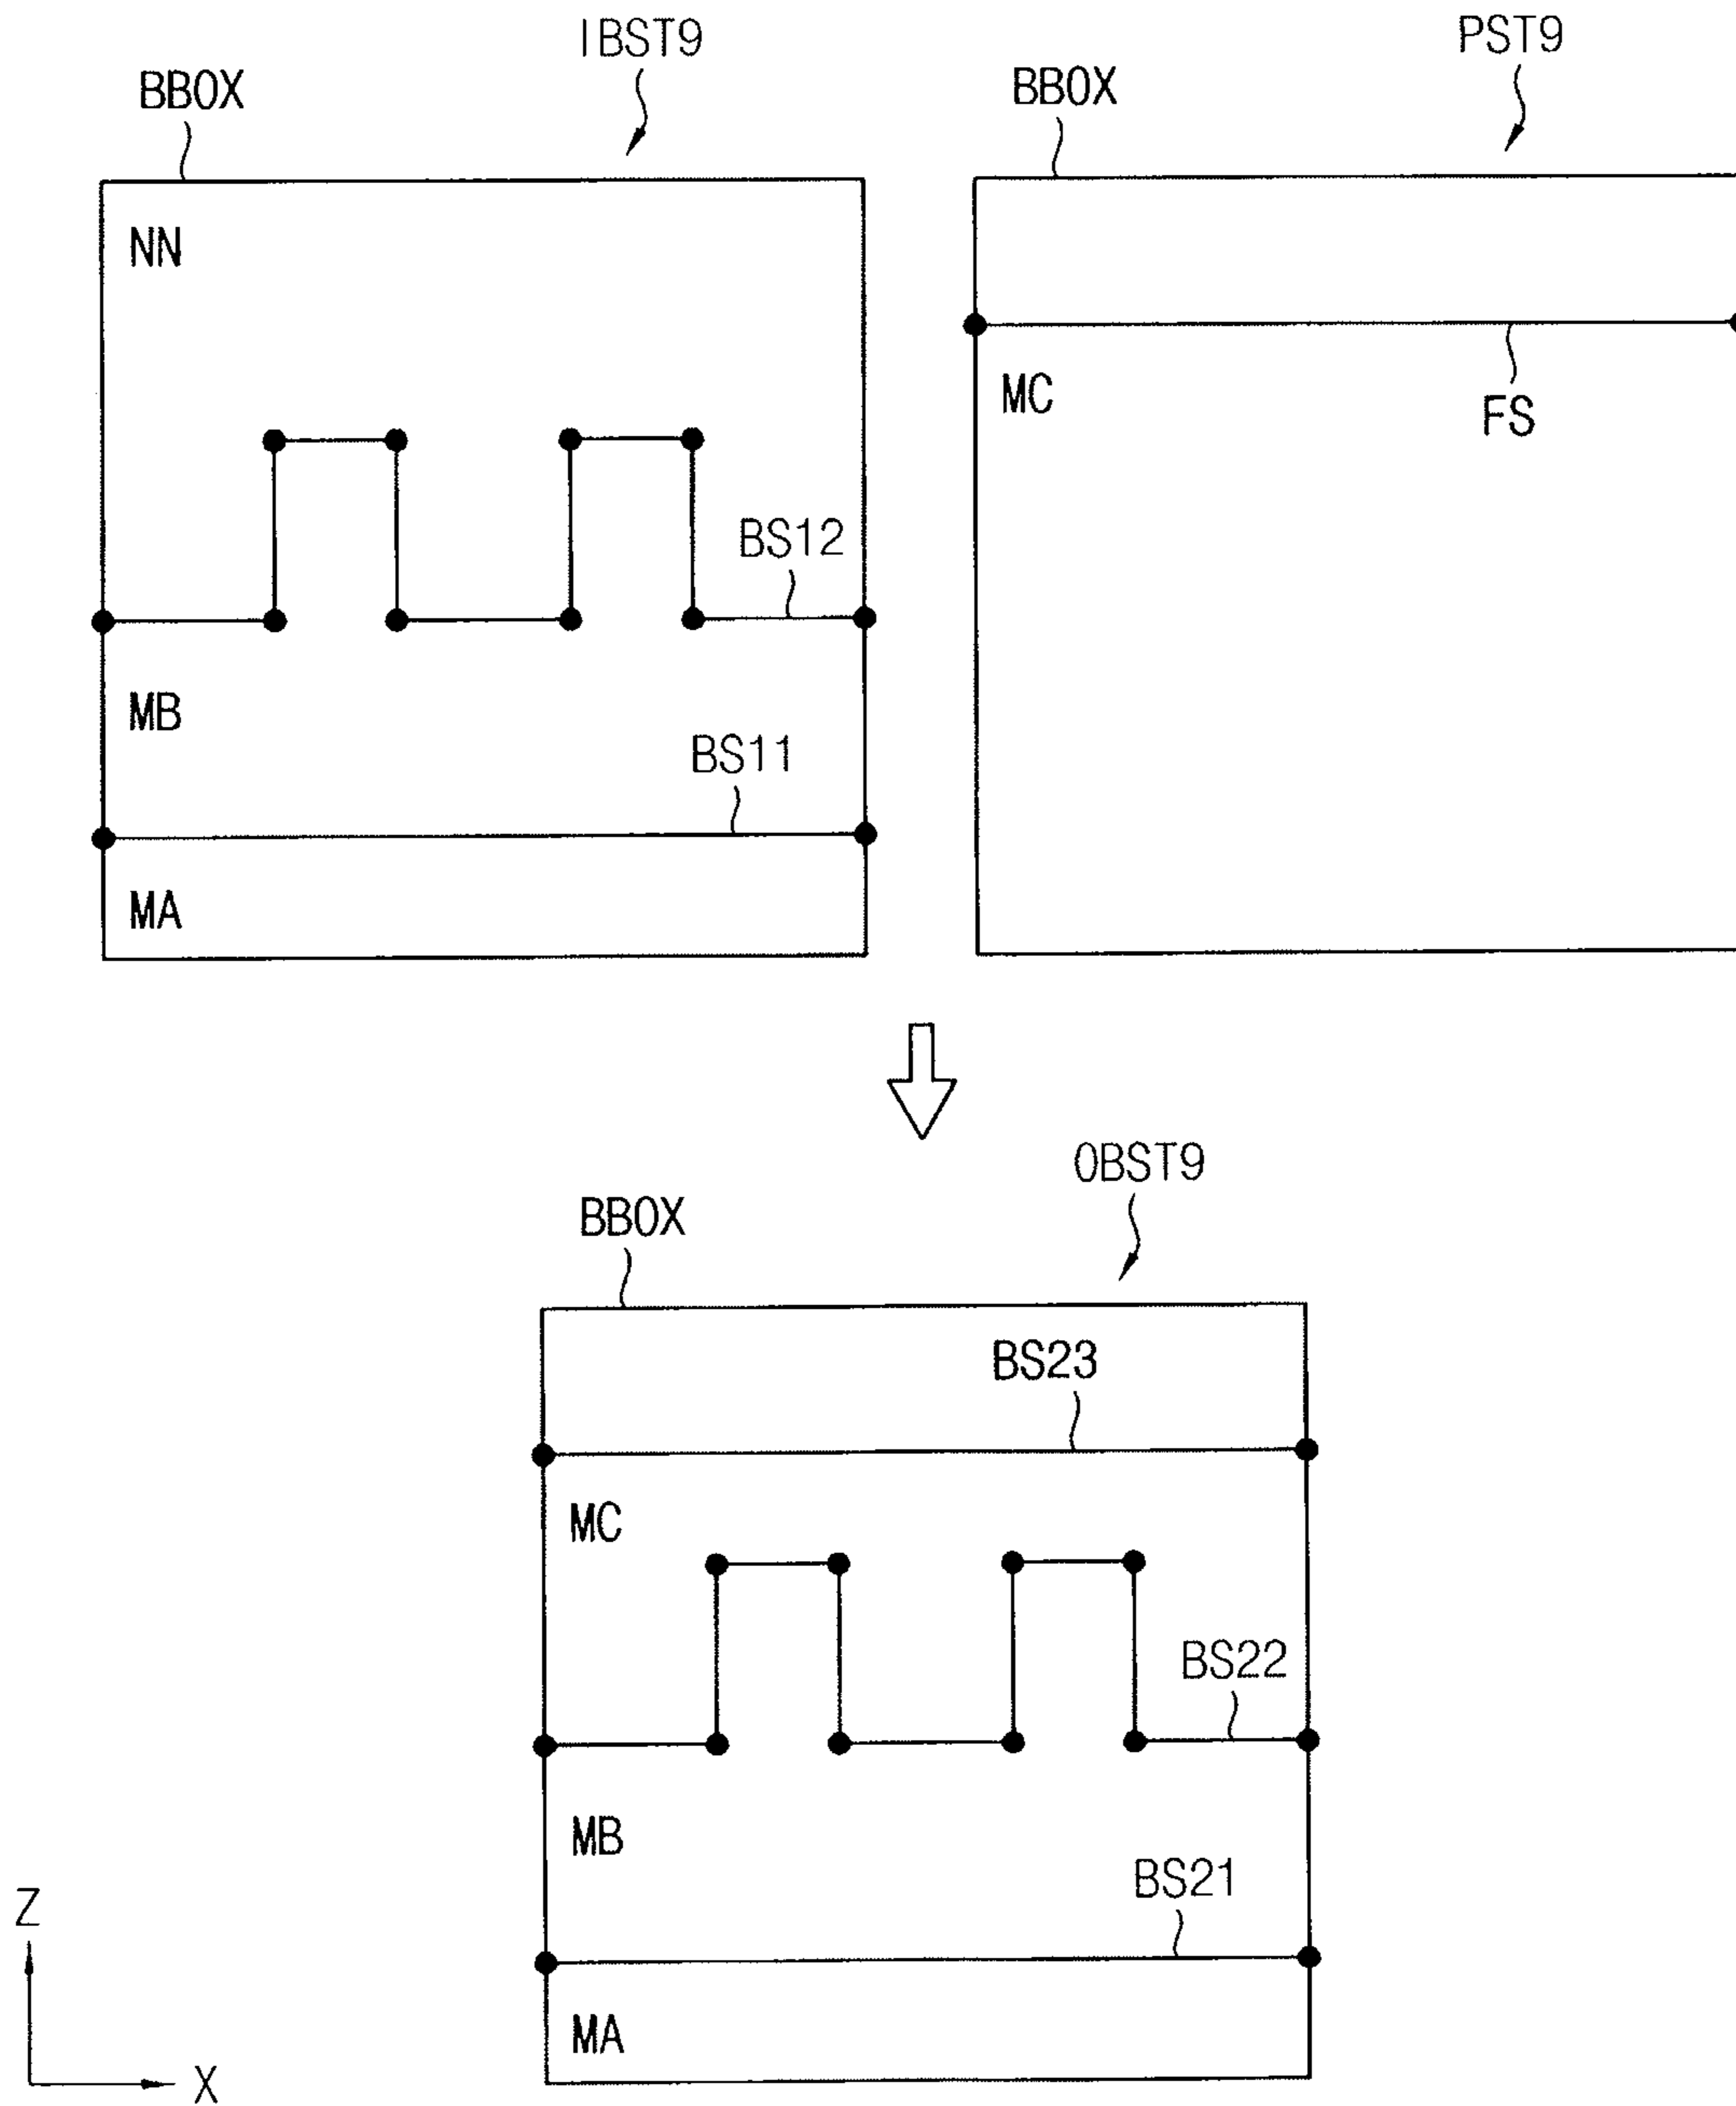 IBST9
PST9
BBOX
BBOX
NN
MC
FS
BS12
MB
BS11
MA
OBST9
BBOX
BS23
MC
BS22
MB
BS21
Z
MA
X